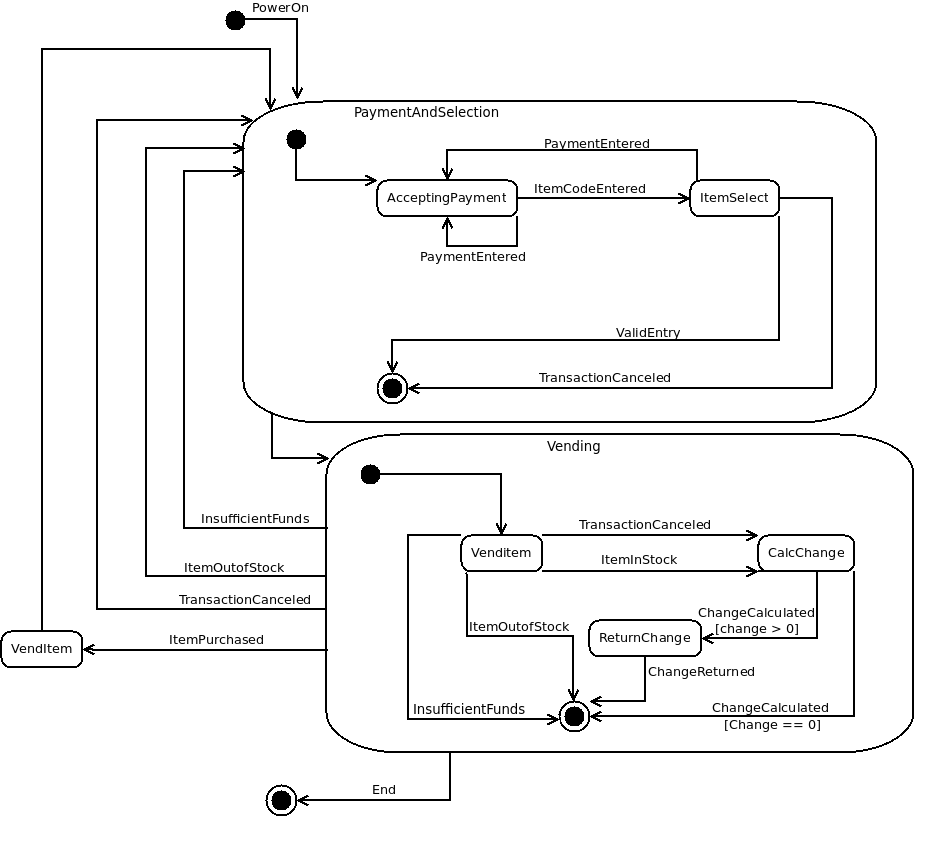 PowerOn
PaymentAndSelection
PaymentEntered
AcceptingPayment
ItemCodeEntered
ItemSelect
PaymentEntered
ValidEntry
TransactionCanceled
Vending
InsufficientFunds
TransactionCanceled
Venditem
ItemInStock
CalcChange
ItemOutofStock
TransactionCanceled
ChangeCalculated
[change > 0]
ItemOutofStock
ReturnChange
ItemPurchased
VendItem
ChangeReturned
InsufficientFunds
ChangeCalculated
[Change == 0]
End